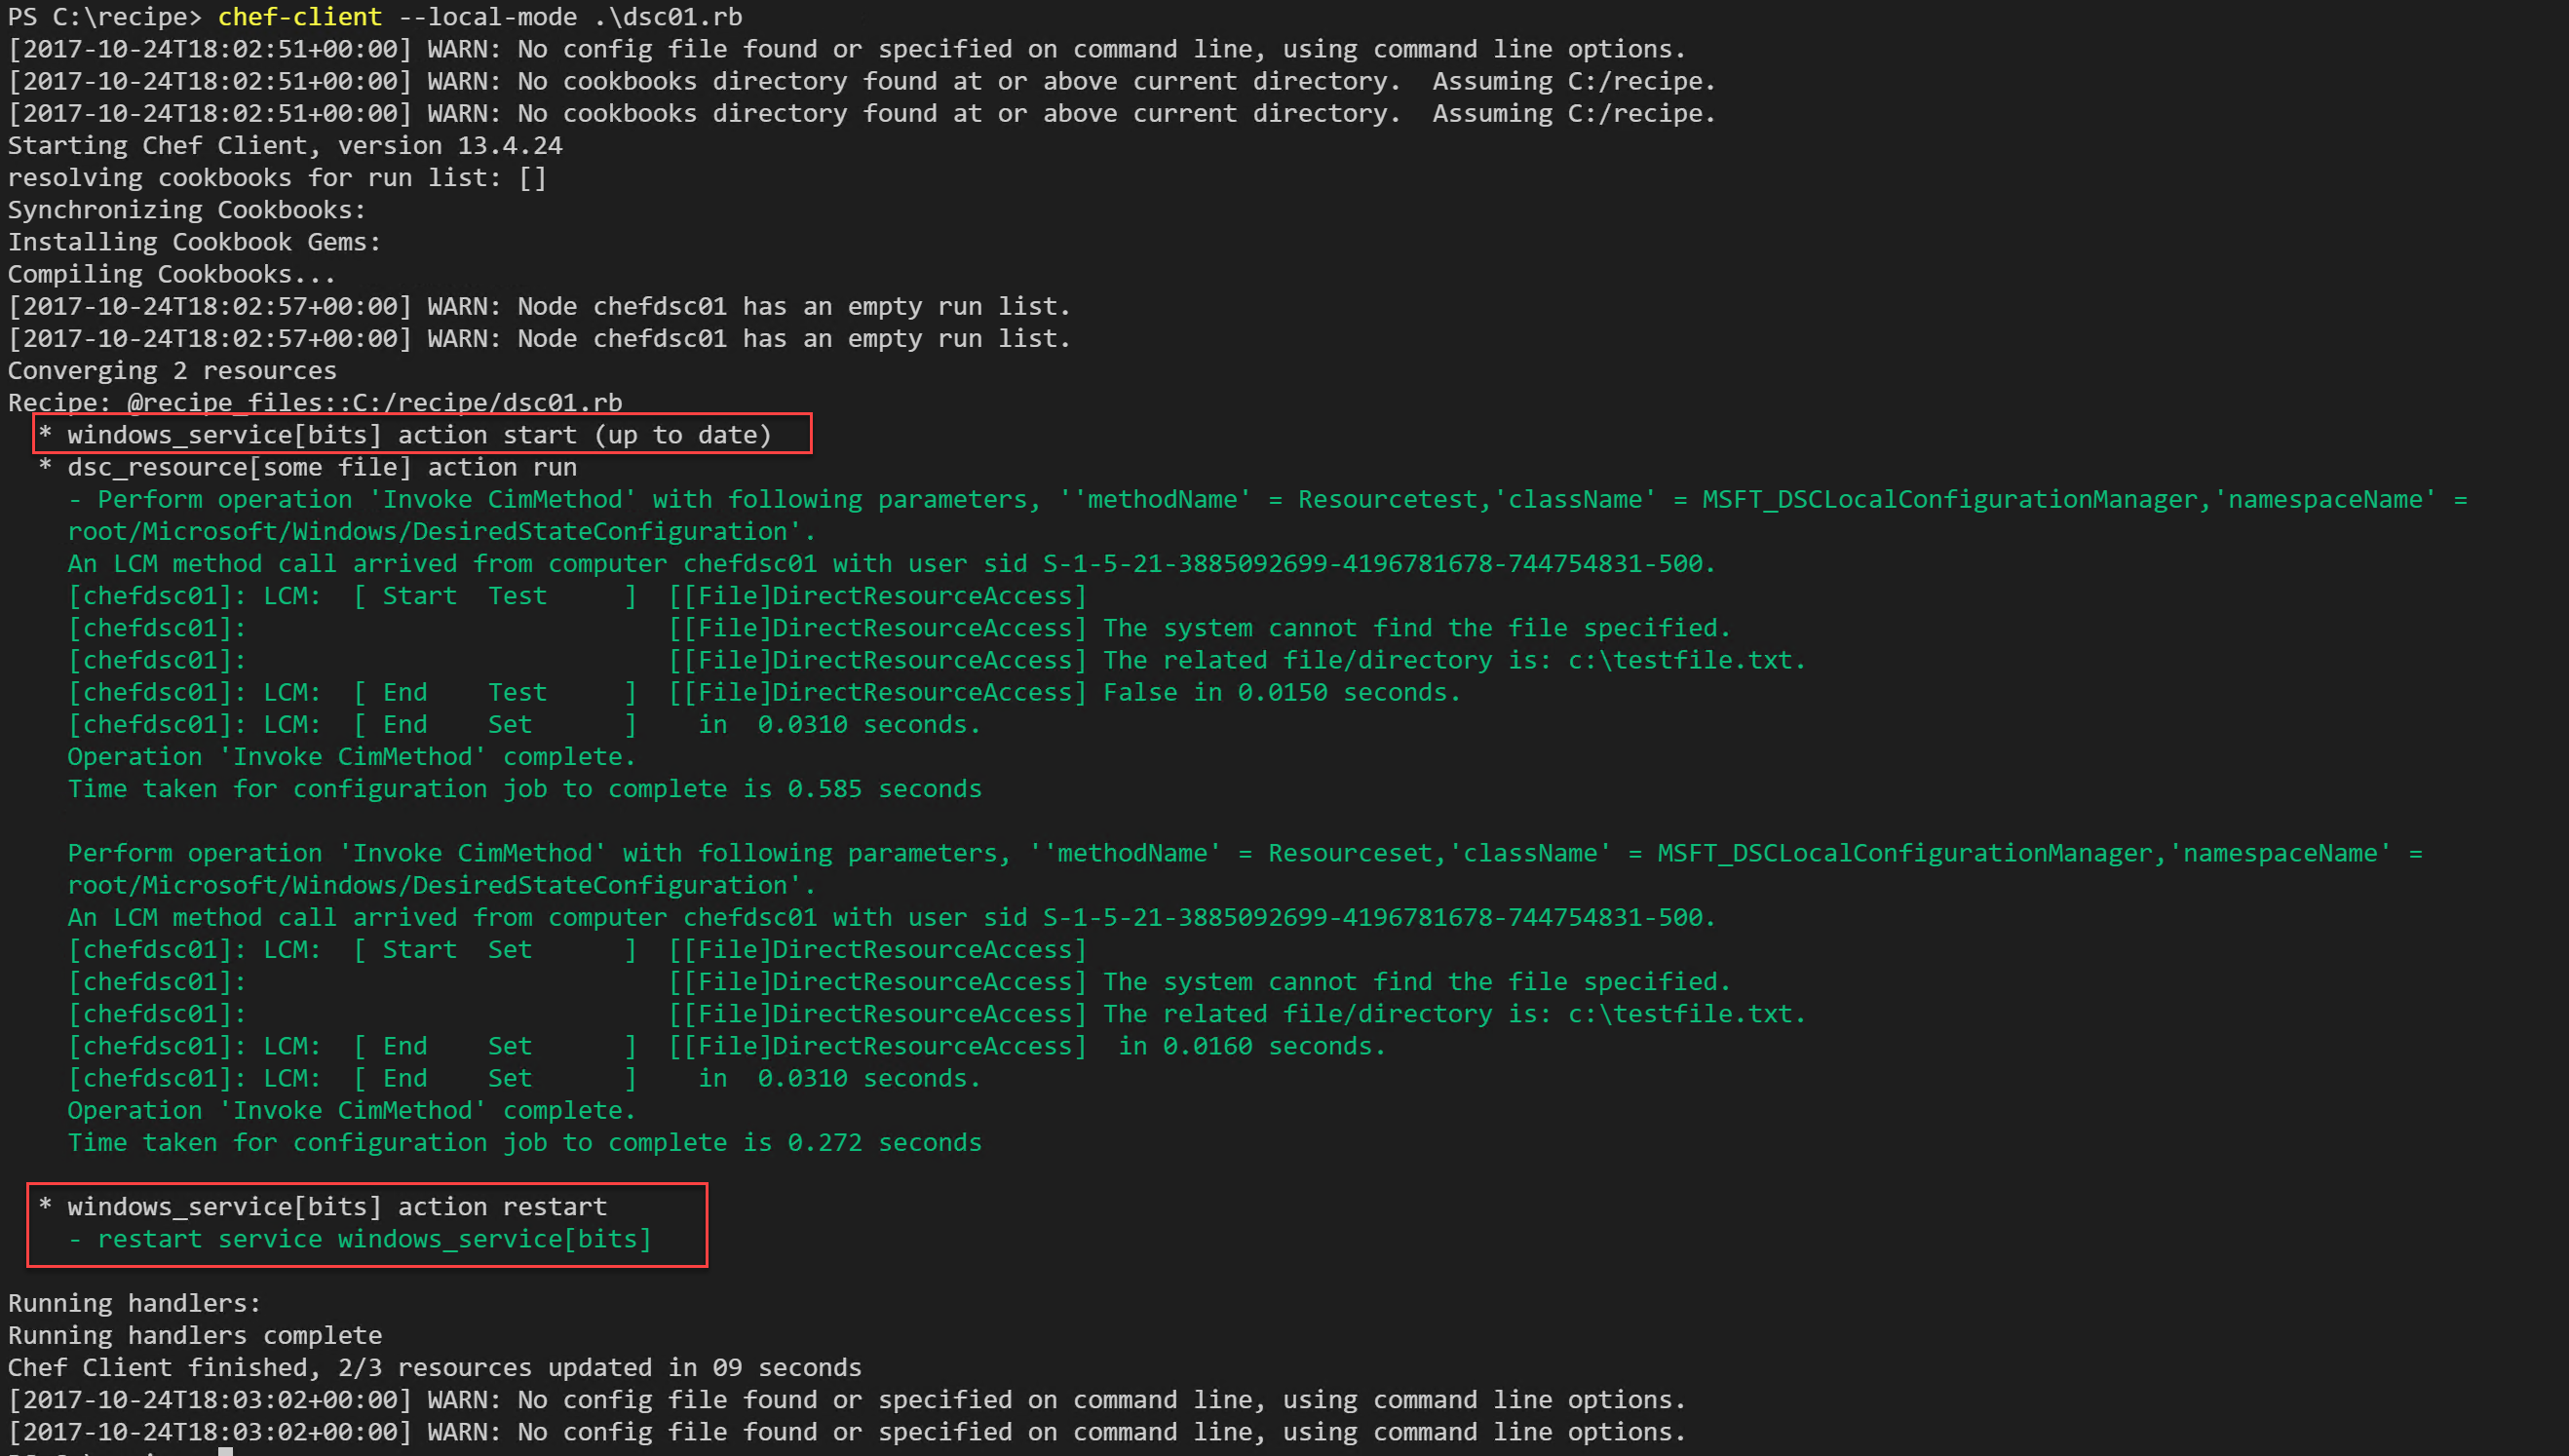 PS C:\recipe> chef-client --local-mode .\dsc01.rb
[2017-10-24T18:02:51+00:00] WARN: No config file found or specified on command line, using command line options.
[2017-10-24T18:02:51+00:00] WARN: No cookbooks directory found at or above current directory.  Assuming C:/recipe.
[2017-10-24T18:02:51+00:00] WARN: No cookbooks directory found at or above current directory.  Assuming C:/recipe.
Starting Chef Client, version 13.4.24
resolving cookbooks for run list: []
Synchronizing Cookbooks:
Installing Cookbook Gems:
Compiling Cookbooks...
[2017-10-24T18:02:57+00:00] WARN: Node chefdsc01 has an empty run list.
[2017-10-24T18:02:57+00:00] WARN: Node chefdsc01 has an empty run list.
Converging 2 resources
Recipe: @recipe_files::C:/recipe/dsc01.rb
  * windows_service[bits] action start (up to date)
  * dsc_resource[some file] action run
    - Perform operation 'Invoke CimMethod' with following parameters, ''methodName' = Resourcetest,'className' = MSFT_DSCLocalConfigurationManager,'namespaceName' =
    root/Microsoft/Windows/DesiredStateConfiguration'.
    An LCM method call arrived from computer chefdsc01 with user sid S-1-5-21-3885092699-4196781678-744754831-500.
    [chefdsc01]: LCM:  [ Start  Test     ]  [[File]DirectResourceAccess]
    [chefdsc01]:                            [[File]DirectResourceAccess] The system cannot find the file specified.
    [chefdsc01]:                            [[File]DirectResourceAccess] The related file/directory is: c:\testfile.txt.
    [chefdsc01]: LCM:  [ End    Test     ]  [[File]DirectResourceAccess] False in 0.0150 seconds.
    [chefdsc01]: LCM:  [ End    Set      ]    in  0.0310 seconds.
    Operation 'Invoke CimMethod' complete.
    Time taken for configuration job to complete is 0.585 seconds
    Perform operation 'Invoke CimMethod' with following parameters, ''methodName' = Resourceset,'className' = MSFT_DSCLocalConfigurationManager,'namespaceName' =
    root/Microsoft/Windows/DesiredStateConfiguration'.
    An LCM method call arrived from computer chefdsc01 with user sid S-1-5-21-3885092699-4196781678-744754831-500.
    [chefdsc01]: LCM:  [ Start  Set      ]  [[File]DirectResourceAccess]
    [chefdsc01]:                            [[File]DirectResourceAccess] The system cannot find the file specified.
    [chefdsc01]:                            [[File]DirectResourceAccess] The related file/directory is: c:\testfile.txt.
    [chefdsc01]: LCM:  [ End    Set      ]  [[File]DirectResourceAccess]  in 0.0160 seconds.
    [chefdsc01]: LCM:  [ End    Set      ]    in  0.0310 seconds.
    Operation 'Invoke CimMethod' complete.
    Time taken for configuration job to complete is 0.272 seconds
  * windows_service[bits] action restart
    - restart service windows_service[bits]
Running handlers:
Running handlers complete
Chef Client finished, 2/3 resources updated in 09 seconds
[2017-10-24T18:03:02+00:00] WARN: No config file found or specified on command line, using command line options.
[2017-10-24T18:03:02+00:00] WARN: No config file found or specified on command line, using command line options.